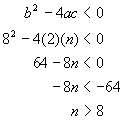 b² − 4ac < 0
8² − 4(2)(n) < 0
64 − 8n < 0
−8n < −64
n > 8